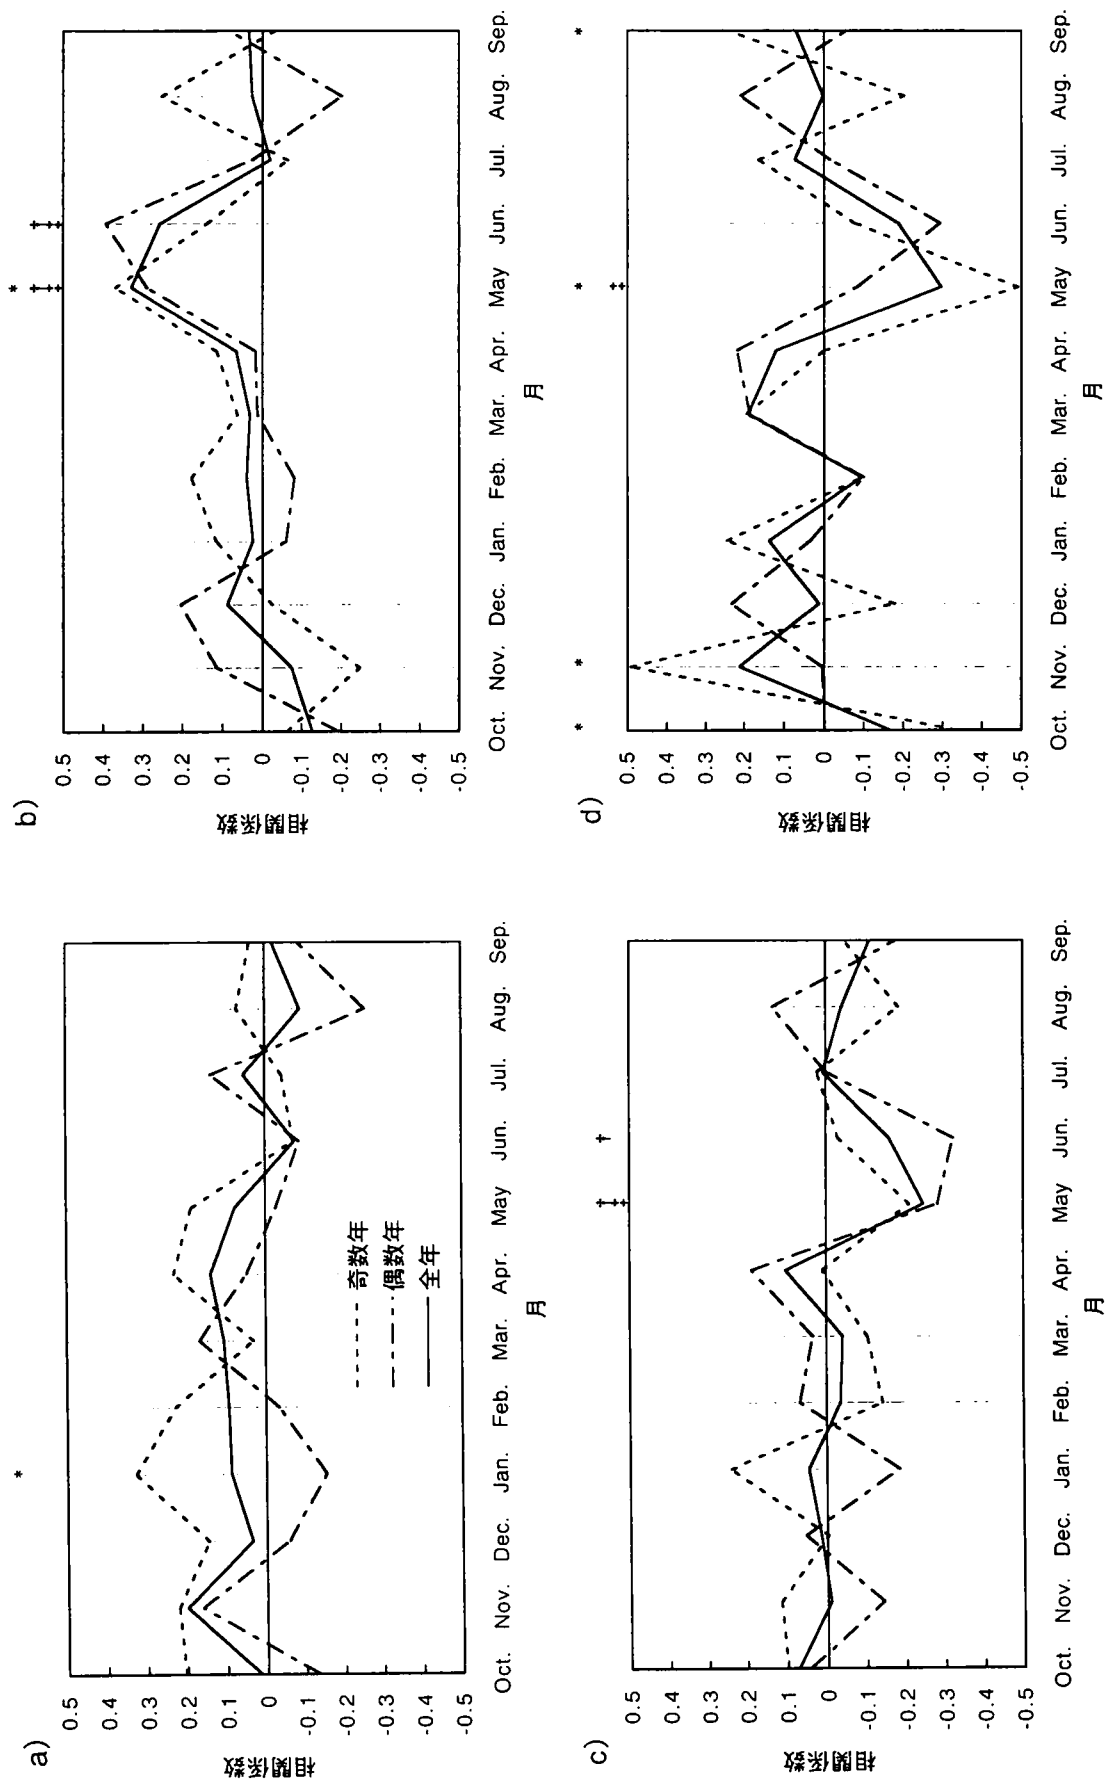 a)
*
0.5
0.4
0.3
0.2
0.1
0
-0.1
-0.2
-0.3
-0.4
-0.5
相関係数
Oct. Nov. Dec. Jan. Feb. Mar. Apr. May Jun. Jul. Aug. Sep.
月
奇数年
偶数年
全年
b)
*
‡ ‡
0.5
0.4
0.3
0.2
0.1
0
-0.1
-0.2
-0.3
-0.4
-0.5
相関係数
Oct. Nov. Dec. Jan. Feb. Mar. Apr. May Jun. Jul. Aug. Sep.
月
c)
†
0.5
0.4
0.3
0.2
0.1
0
-0.1
-0.2
-0.3
-0.4
-0.5
相関係数
Oct. Nov. Dec. Jan. Feb. Mar. Apr. May Jun. Jul. Aug. Sep.
月
d)
* * * *
‡
0.5
0.4
0.3
0.2
0.1
0
-0.1
-0.2
-0.3
-0.4
-0.5
相関係数
Oct. Nov. Dec. Jan. Feb. Mar. Apr. May Jun. Jul. Aug. Sep.
月